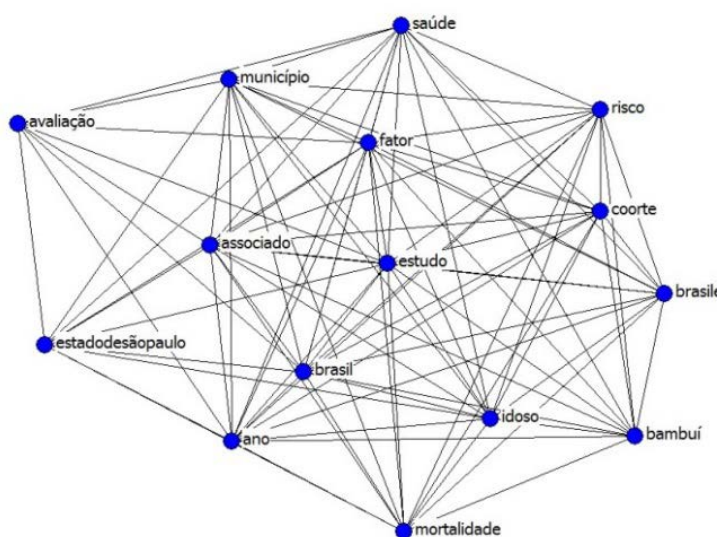 saúde
município
risco
avaliação
fator
coorte
associado
estudo
brasile
estadodesãopaulo
brasil
idoso
bambuí
ano
mortalidade